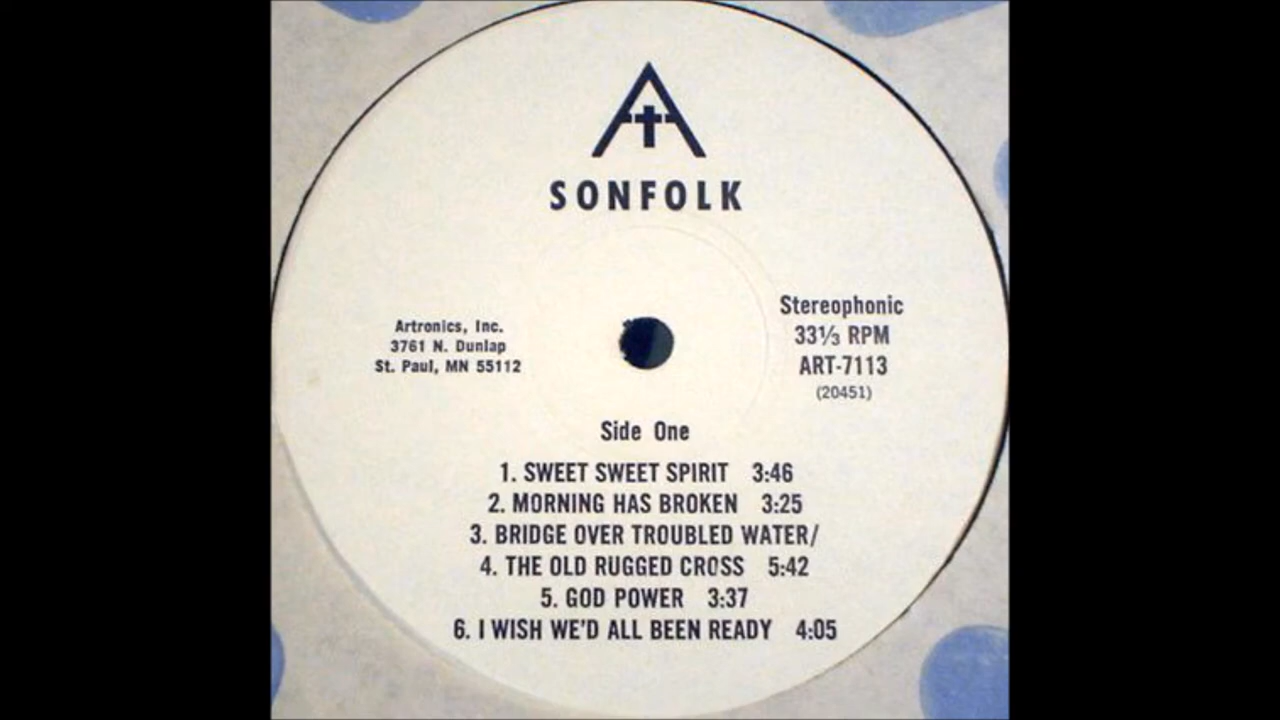 SONFOLK
Artronics, Inc.
3761 N. Dunlap
St. Paul, MN 55112
Stereophonic
33⅓ RPM
ART-7113
(20451)
Side One
1. SWEET SWEET SPIRIT 3:46
2. MORNING HAS BROKEN 3:25
3. BRIDGE OVER TROUBLED WATER/
4. THE OLD RUGGED CROSS 5:42
5. GOD POWER 3:37
6. I WISH WE'D ALL BEEN READY 4:05